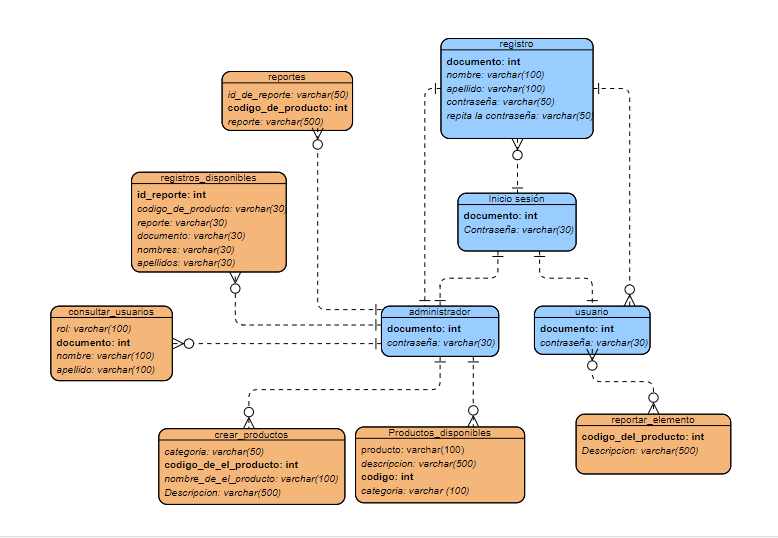 registro
documento: int
nombre: varchar(100)
apellido: varchar(100)
contraseña: varchar(50)
repita la contraseña: varchar(50)
reportes
id_de_reporte: varchar(50)
codigo_de_producto: int
reporte: varchar(500)
registros_disponibles
id_reporte: int
codigo_de_producto: varchar(30)
reporte: varchar(30)
documento: varchar(30)
nombres: varchar(30)
apellidos: varchar(30)
Inicio sesión
documento: int
Contraseña: varchar(30)
consultar_usuarios
rol: varchar(100)
documento: int
nombre: varchar(100)
apellido: varchar(100)
administrador
documento: int
contraseña: varchar(30)
usuario
documento: int
contraseña: varchar(30)
crear_productos
categoria: varchar(50)
codigo_de_el_producto: int
nombre_de_el_producto: varchar(100)
Descripcion: varchar(500)
Productos_disponibles
producto: varchar(100)
descripcion: varchar(500)
codigo: int
categoria: varchar (100)
reportar_elemento
codigo_del_producto: int
Descripcion: varchar(500)